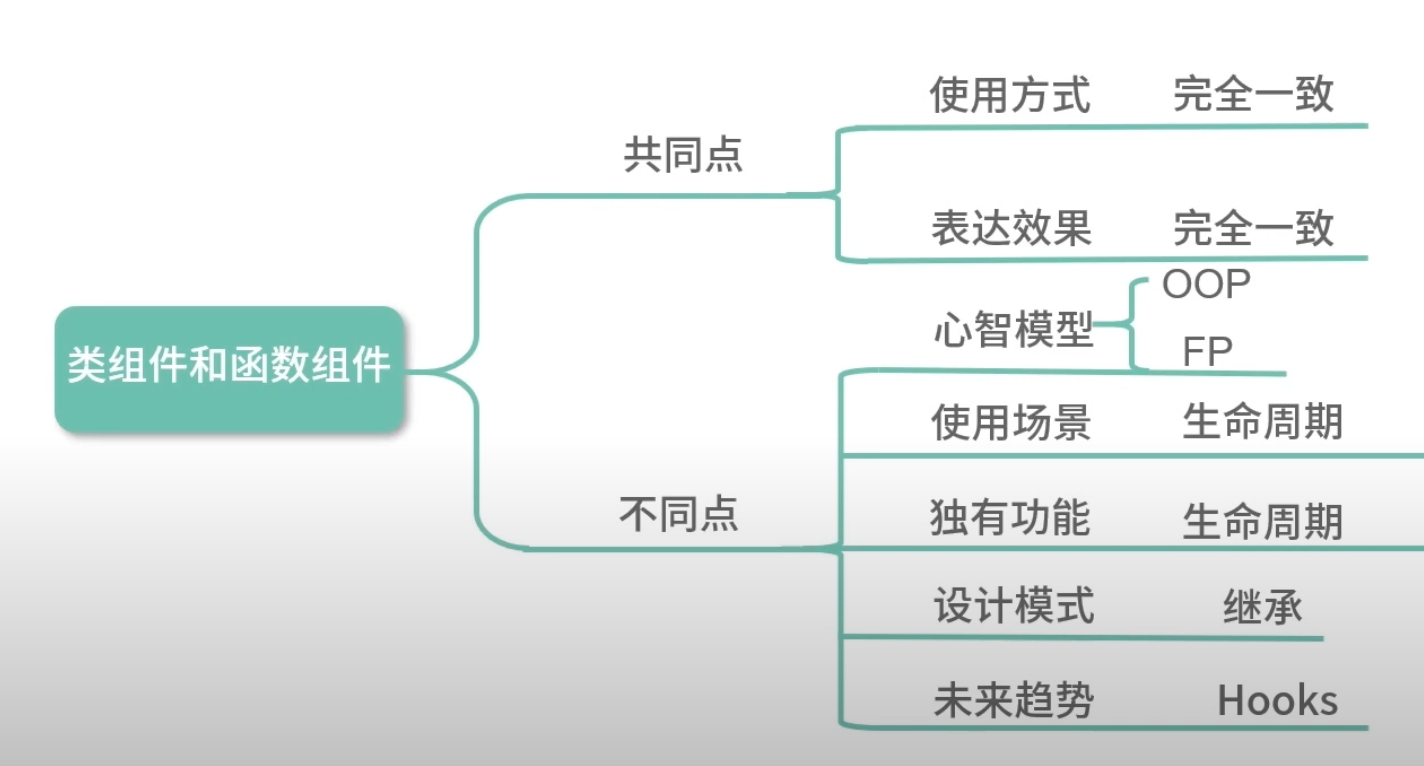 类组件和函数组件
共同点
使用方式 完全一致
表达效果 完全一致
不同点
心智模型
OOP
FP
使用场景 生命周期
独有功能 生命周期
设计模式 继承
未来趋势 Hooks